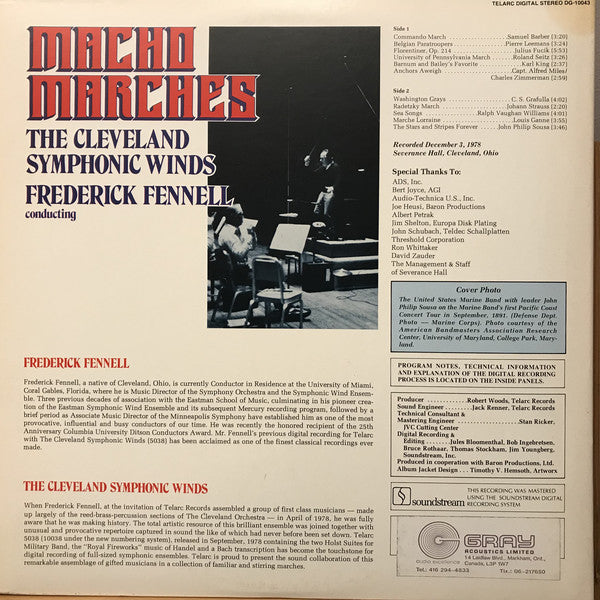 TELARC DIGITAL STEREO DG-10043
MACHO
MARCHES
THE CLEVELAND
SYMPHONIC WINDS
FREDERICK FENNELL
conducting
Side 1
Commando March Samuel Barber (3:20)
Belgian Paratroopers Pierre Leemans (3:24)
Florentiner, Op. 214 Julius Fucik (5:53)
University of Pennsylvania March Roland Seitz (3:26)
Barnum and Bailey's Favorite Karl King (2:37)
Anchors Aweigh Capt. Alfred Miles/
Charles Zimmerman (2:59)
Side 2
Washington Grays C. S. Grafulla (4:02)
Radetzky March Johann Strauss (2:20)
Sea Songs Ralph Vaughan Williams (4:01)
Marche Lorraine Louis Ganne (3:55)
The Stars and Stripes Forever John Philip Sousa (3:46)
Recorded December 3, 1978
Severance Hall, Cleveland, Ohio
Special Thanks To:
ADS, Inc.
Bert Joyce, AGI
Audio-Technica U.S., Inc.
Joe Heusi, Baron Productions
Albert Petrak
Jim Shelton, Europa Disk Plating
John Schubach, Teldec Schallplatten
Threshold Corporation
Ron Whittaker
David Zauder
The Management & Staff
of Severance Hall
Cover Photo
The United States Marine Band with leader John
Philip Sousa on the Marine Band's first Pacific Coast
Concert Tour in September, 1891. (Defense Dept.
Photo — Marine Corps). Photo courtesy of the
American Bandmasters Association Research
Center, University of Maryland, College Park, Mary-
land.
PROGRAM NOTES, TECHNICAL INFORMATION
AND EXPLANATION OF THE DIGITAL RECORDING
PROCESS IS LOCATED ON THE INSIDE PANELS.
Producer Robert Woods, Telarc Records
Sound Engineer Jack Renner, Telarc Records
Technical Consultant &
Mastering Engineer Stan Ricker,
JVC Cutting Center
Digital Recording &
Editing Jules Bloomenthal, Bob Ingebretsen,
Bruce Rothaar, Thomas Stockham, Jim Youngberg,
Soundstream, Inc.
Produced in cooperation with Baron Productions, Ltd.
Album Jacket Design Timothy V. Hemsoth, Artworx
soundstream
THIS RECORDING WAS MASTERED
USING THE SOUNDSTREAM DIGITAL
RECORDING SYSTEM
GRAY
ACOUSTICS LIMITED
audio excellence
14 Laidlaw Blvd., Markham, Ont.,
Canada, L3P 1W7
Tel.: 416 294-4833 Tlx.: 06-217650
FREDERICK FENNELL
Frederick Fennell, a native of Cleveland, Ohio, is currently Conductor in Residence at the University of Miami,
Coral Gables, Florida, where he is Music Director of the Symphony Orchestra and the Symphonic Wind Ensem-
ble. Three previous decades of association with the Eastman School of Music, culminating in his pioneer crea-
tion of the Eastman Symphonic Wind Ensemble and its subsequent Mercury recording program, followed by a
brief period as Associate Music Director of the Minneapolis Symphony have established him as one of the most
provocative, influential and busy conductors of our time. He was recently the honored recipient of the 25th
Anniversary Columbia University Ditson Conductors Award. Mr. Fennell's previous digital recording for Telarc
with The Cleveland Symphonic Winds (5038) has been acclaimed as one of the finest classical recordings ever
made.
THE CLEVELAND SYMPHONIC WINDS
When Frederick Fennell, at the invitation of Telarc Records assembled a group of first class musicians — made
up largely of the reed-brass-percussion sections of The Cleveland Orchestra — in April of 1978, he was fully
aware that he was making history. The total artistic resource of this brilliant ensemble was joined together with
unusual and provocative repertoire captured in sound the like of which had never before been set down. Telarc
5038 (10038 under the new numbering system), released in September, 1978 containing the two Holst Suites for
Military Band, the "Royal Fireworks" music of Handel and a Bach transcription has become the touchstone for
digital recording of full-sized symphonic ensembles. Telarc is proud to present the sound collaboration of this
remarkable assemblage of gifted musicians in a collection of familiar and stirring marches.